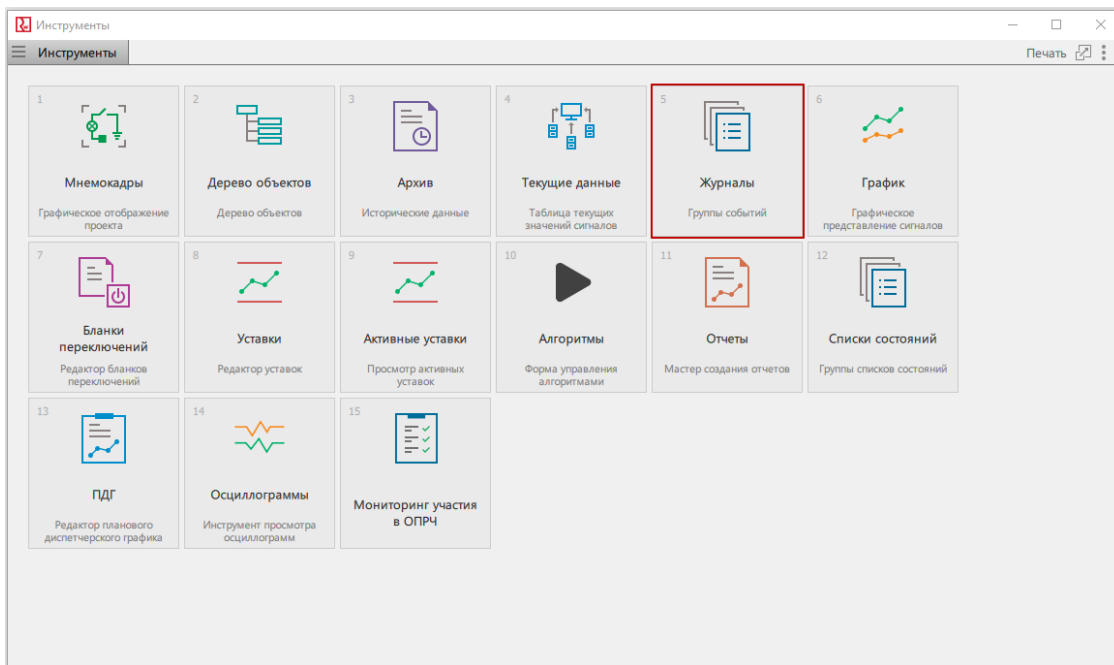 Инструменты
Инструменты
Печать
1
Мнемокадры
Графическое отображение
проекта
2
Дерево объектов
Дерево объектов
3
Архив
Исторические данные
4
Текущие данные
Таблица текущих
значений сигналов
5
Журналы
Группы событий
6
График
Графическое
представление сигналов
7
Бланки
переключений
Редактор бланков
переключений
8
Уставки
Редактор уставок
9
Активные уставки
Просмотр активных
уставок
10
Алгоритмы
Форма управления
алгоритмами
11
Отчеты
Мастер создания отчетов
12
Списки состояний
Группы списков состояний
13
ПДГ
Редактор планового
диспетчерского графика
14
Осциллограммы
Инструмент просмотра
осциллограмм
15
Мониторинг участия
в ОПРЧ